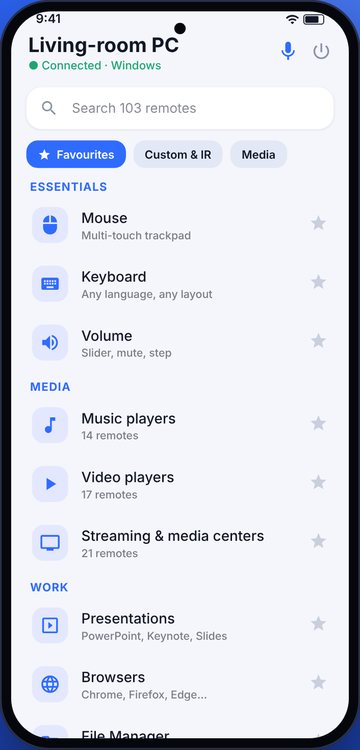 9:41
Living-room PC
Connected · Windows
Search 103 remotes
Favourites
Custom & IR
Media
ESSENTIALS
Mouse
Multi-touch trackpad
Keyboard
Any language, any layout
Volume
Slider, mute, step
MEDIA
Music players
14 remotes
Video players
17 remotes
Streaming & media centers
21 remotes
WORK
Presentations
PowerPoint, Keynote, Slides
Browsers
Chrome, Firefox, Edge…
File Manager